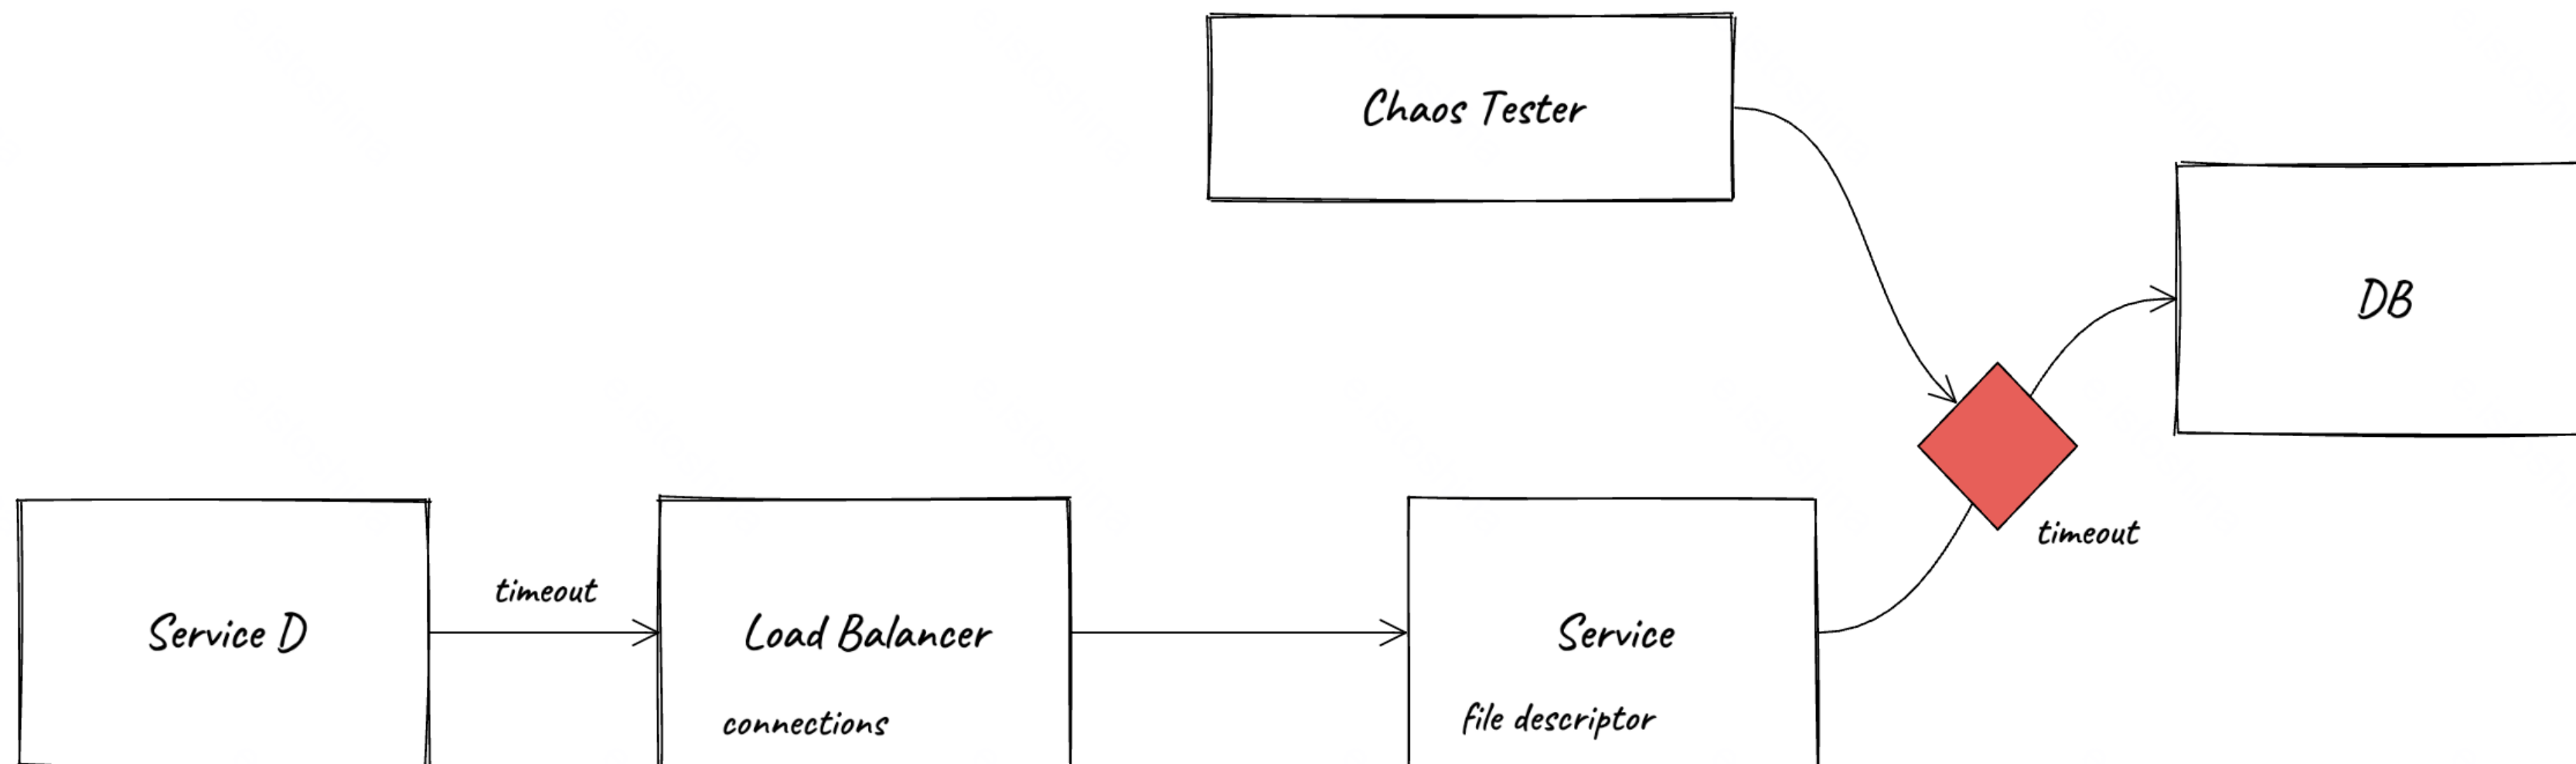 Chaos Tester
DB
timeout
timeout
Service D
Load Balancer
Service
connections
file descriptor